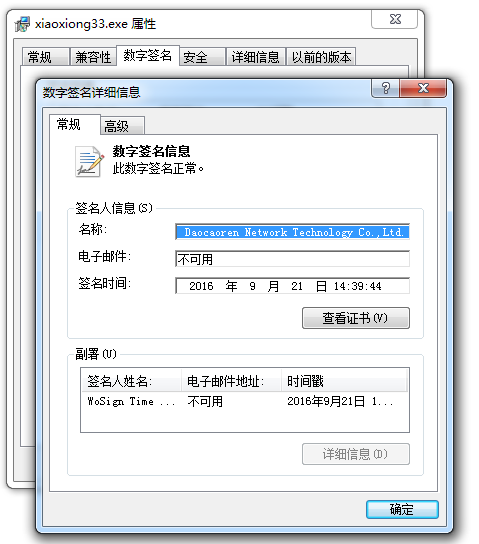 xiaoxiong33.exe 属性
常规 兼容性 数字签名 安全 详细信息 以前的版本
数字签名详细信息
常规 高级
数字签名信息
此数字签名正常。
签名人信息(S)
名称: Daocaoren Network Technology Co.,Ltd.
电子邮件: 不可用
签名时间: 2016 年 9 月 21 日 14:39:44
查看证书(V)
副署(U)
签名人姓名: 电子邮件地址: 时间戳
WoSign Time ... 不可用 2016年9月21日 1...
详细信息(D)
确定